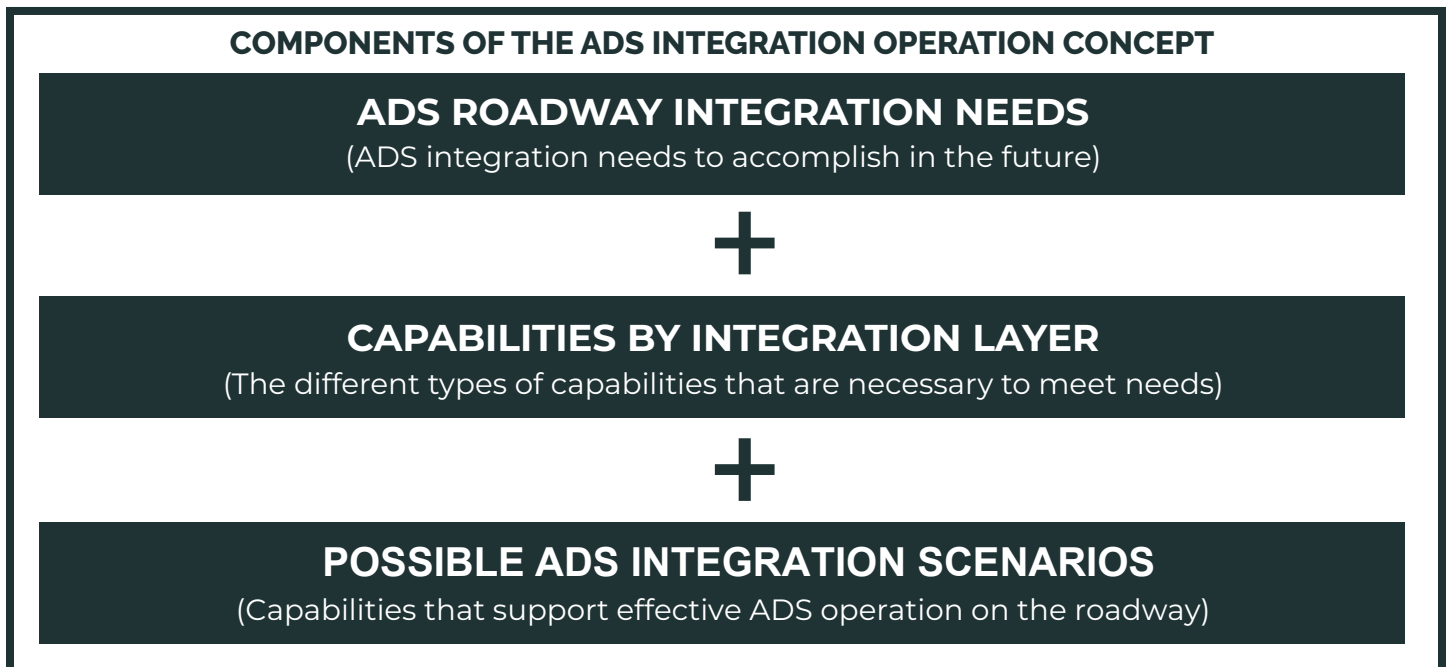 COMPONENTS OF THE ADS INTEGRATION OPERATION CONCEPT
ADS ROADWAY INTEGRATION NEEDS
(ADS integration needs to accomplish in the future)
+
CAPABILITIES BY INTEGRATION LAYER
(The different types of capabilities that are necessary to meet needs)
+
POSSIBLE ADS INTEGRATION SCENARIOS
(Capabilities that support effective ADS operation on the roadway)